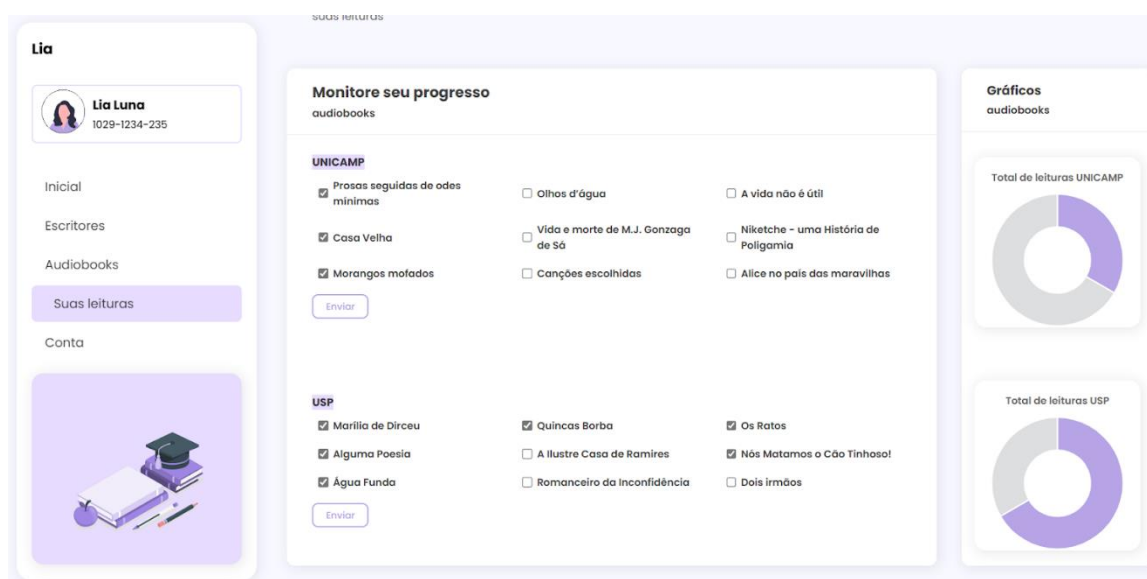 suas leituras
Lia
Lia Luna
1029-1234-235
Inicial
Escritores
Audiobooks
Suas leituras
Conta
Monitore seu progresso
audiobooks
UNICAMP
Prosas seguidas de odes
mínimas
Olhos d'água
A vida não é útil
Casa Velha
Vida e morte de M.J. Gonzaga
de Sá
Niketche - uma História de
Poligamia
Morangos mofados
Canções escolhidas
Alice no país das maravilhas
Enviar
USP
Marília de Dirceu
Quincas Borba
Os Ratos
Alguma Poesia
A Ilustre Casa de Ramires
Nós Matamos o Cão Tinhoso!
Água Funda
Romanceiro da Inconfidência
Dois irmãos
Enviar
Gráficos
audiobooks
Total de leituras UNICAMP
Total de leituras USP